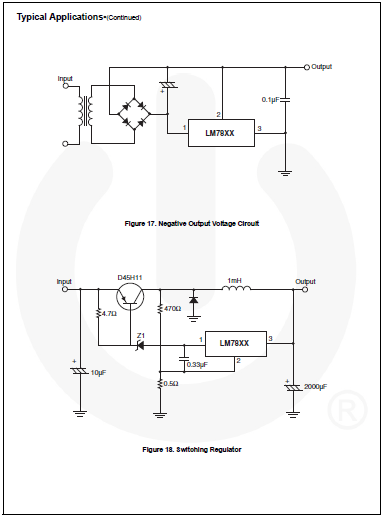 Typical Applications•(Continued)
Input
Output
+
0.1µF
2
1
LM78XX
3
Figure 17. Negative Output Voltage Circuit
Input
D45H11
1mH
Output
4.7Ω
470Ω
Z1
1
LM78XX
3
2
+
10µF
0.33µF
0.5Ω
+
2000µF
®
Figure 18. Switching Regulator